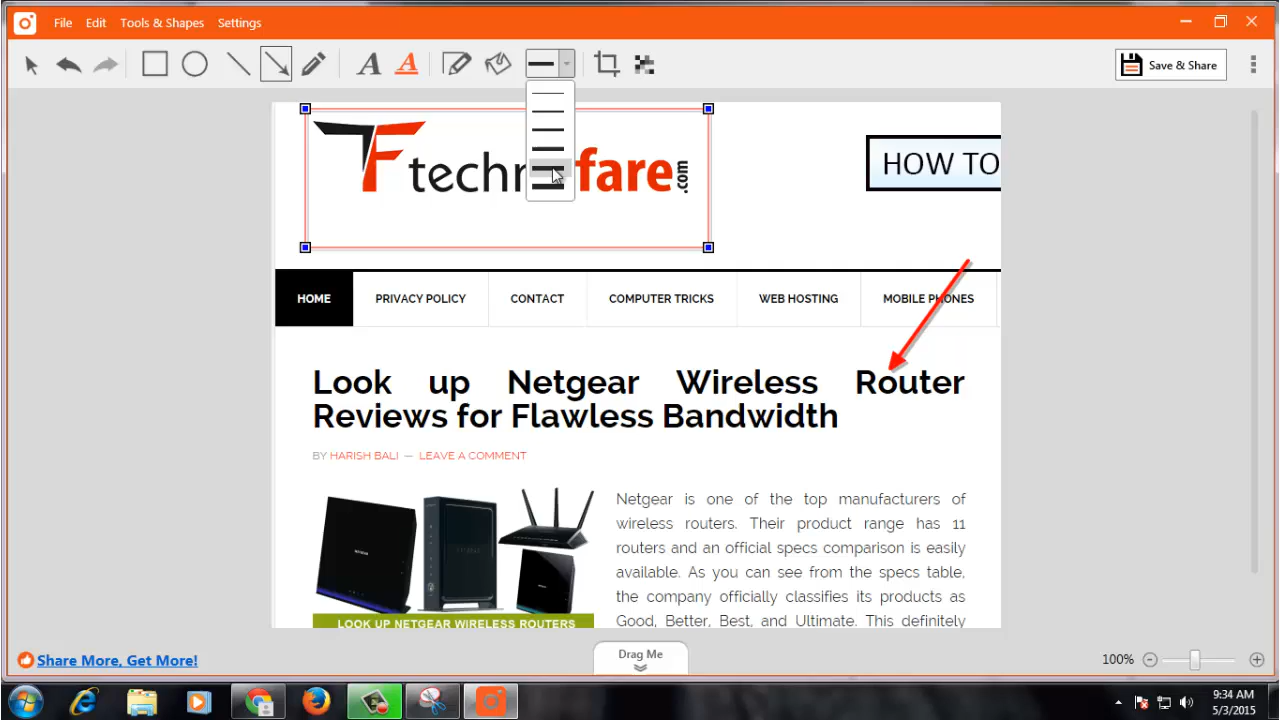 File Edit Tools & Shapes Settings
A A Save & Share
techn fare.com
HOW TO
HOME PRIVACY POLICY CONTACT COMPUTER TRICKS WEB HOSTING MOBILE PHONES
Look up Netgear Wireless Router
Reviews for Flawless Bandwidth
BY HARISH BALI — LEAVE A COMMENT
Netgear is one of the top manufacturers of
wireless routers. Their product range has 11
routers and an official specs comparison is easily
available. As you can see from the specs table,
the company officially classifies its products as
Good, Better, Best, and Ultimate. This definitely
LOOK UP NETGEAR WIRELESS ROUTERS
Share More, Get More!
Drag Me
100%
9:34 AM
5/3/2015